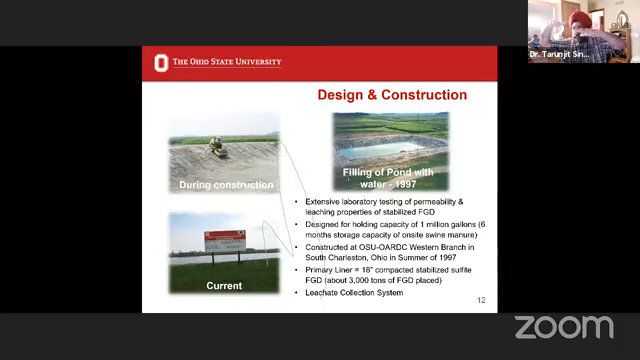 Dr. Tarunjit Sin...
THE OHIO STATE UNIVERSITY
Design & Construction
During construction
Filling of Pond with
water - 1997
Current
• Extensive laboratory testing of permeability &
leaching properties of stabilized FGD
• Designed for holding capacity of 1 million gallons (6
months storage capacity of onsite swine manure)
• Constructed at OSU-OARDC Western Branch in
South Charleston, Ohio in Summer of 1997
• Primary Liner = 18" compacted stabilized sulfite
FGD (about 3,000 tons of FGD placed)
• Leachate Collection System
12
zoom